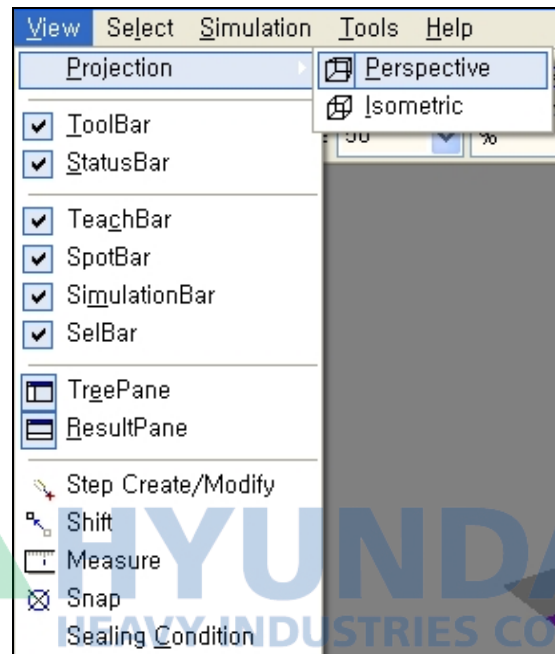 View Select Simulation Tools Help
Projection
Perspective
Isometric
%
ToolBar
StatusBar
TeachBar
SpotBar
SimulationBar
SelBar
TreePane
ResultPane
Step Create/Modify
Shift
Measure
Snap
Sealing Condition
HYUNDA
HEAVY INDUSTRIES CO